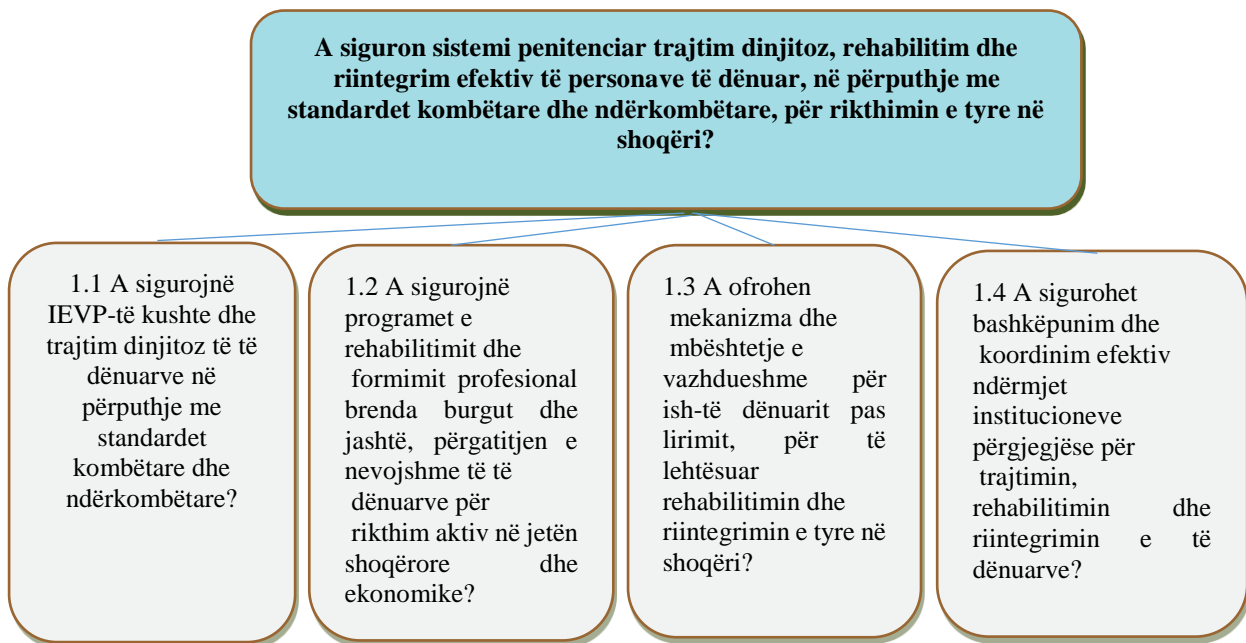 A siguron sistemi penitenciar trajtim dinjitoz, rehabilitim dhe
riintegrim efektiv të personave të dënuar, në përputhje me
standardet kombëtare dhe ndërkombëtare, për rikthimin e tyre në
shoqëri?
1.1 A sigurojnë
IEVP-të kushte dhe
trajtim dinjitoz të të
dënuarve në
përputhje me
standardet
kombëtare dhe
ndërkombëtare?
1.2 A sigurojnë
programet e
rehabilitimit dhe
formimit profesional
brenda burgut dhe
jashtë, përgatitjen e
nevojshme të të
dënuarve për
rikthim aktiv në jetën
shoqërore dhe
ekonomike?
1.3 A ofrohen
mekanizma dhe
mbështetje e
vazhdueshme për
ish-të dënuarit pas
lirimit, për të
lehtësuar
rehabilitimin dhe
riintegrimin e tyre në
shoqëri?
1.4 A sigurohet
bashkëpunim dhe
koordinim efektiv
ndërmjet
institucioneve
përgjegjëse për
trajtimin,
rehabilitimin dhe
riintegrimin e të
dënuarve?